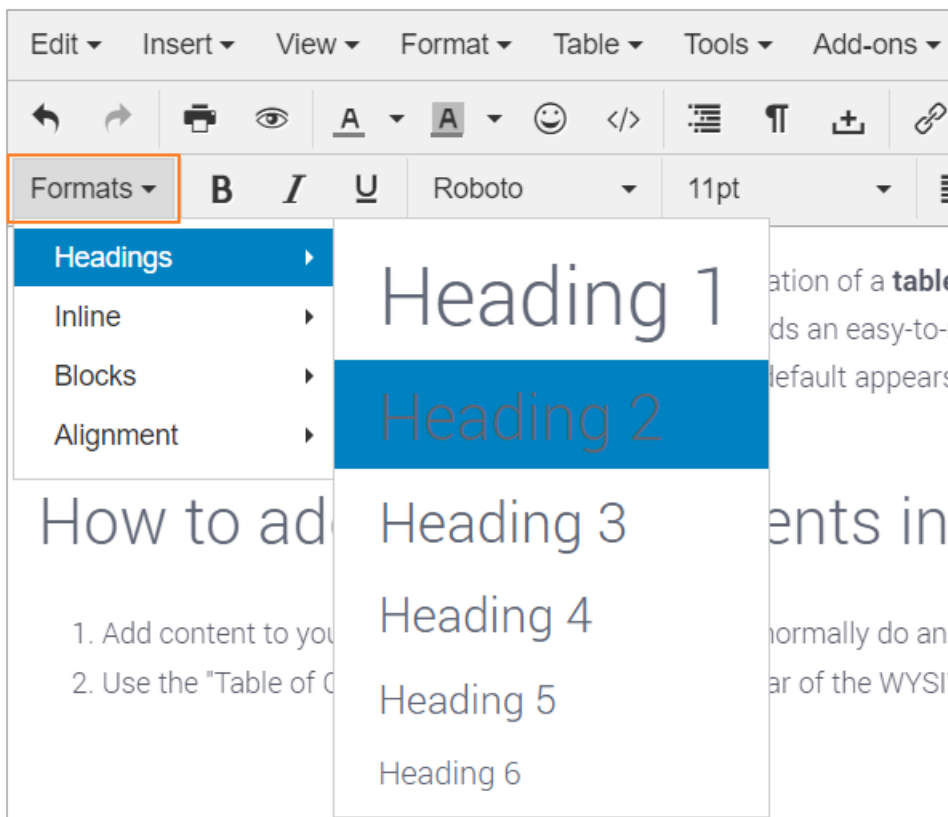 Edit Insert View Format Table Tools Add-ons
A A </>
Formats B I U Roboto 11pt
Headings
Inline
Blocks
Alignment
Heading 1
Heading 2
Heading 3
Heading 4
Heading 5
Heading 6
ation of a table
ds an easy-to-
default appears
How to ad ents in
1. Add content to you normally do an
2. Use the "Table of ar of the WYSI